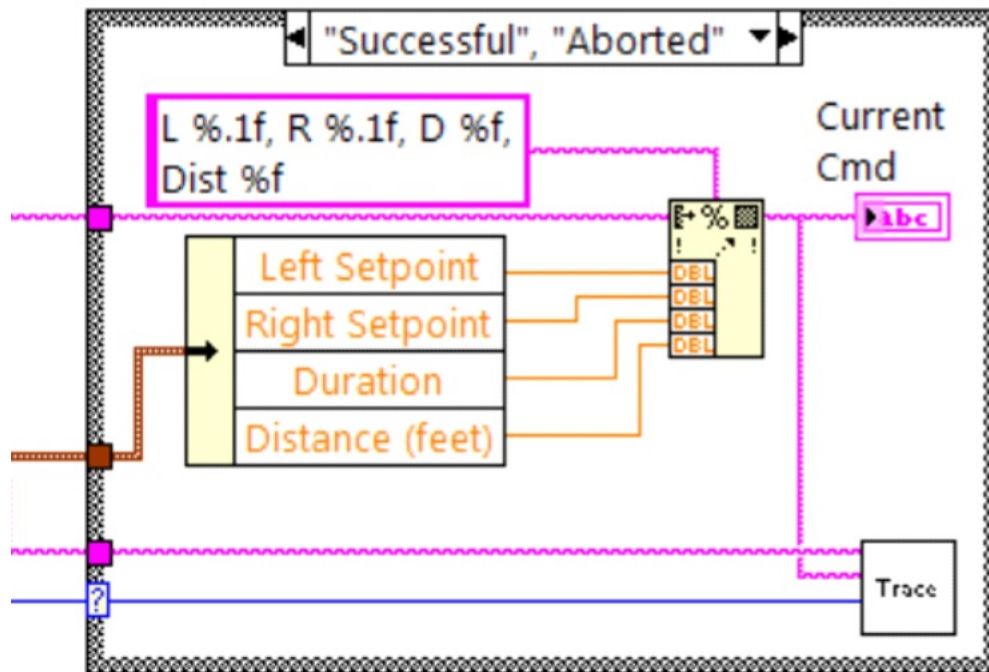 "Successful", "Aborted"
L %.1f, R %.1f, D %f,
Dist %f
Current
Cmd
%
abc
! !
Left Setpoint
Right Setpoint
Duration
Distance (feet)
DBL
DBL
DBL
DBL
?
Trace